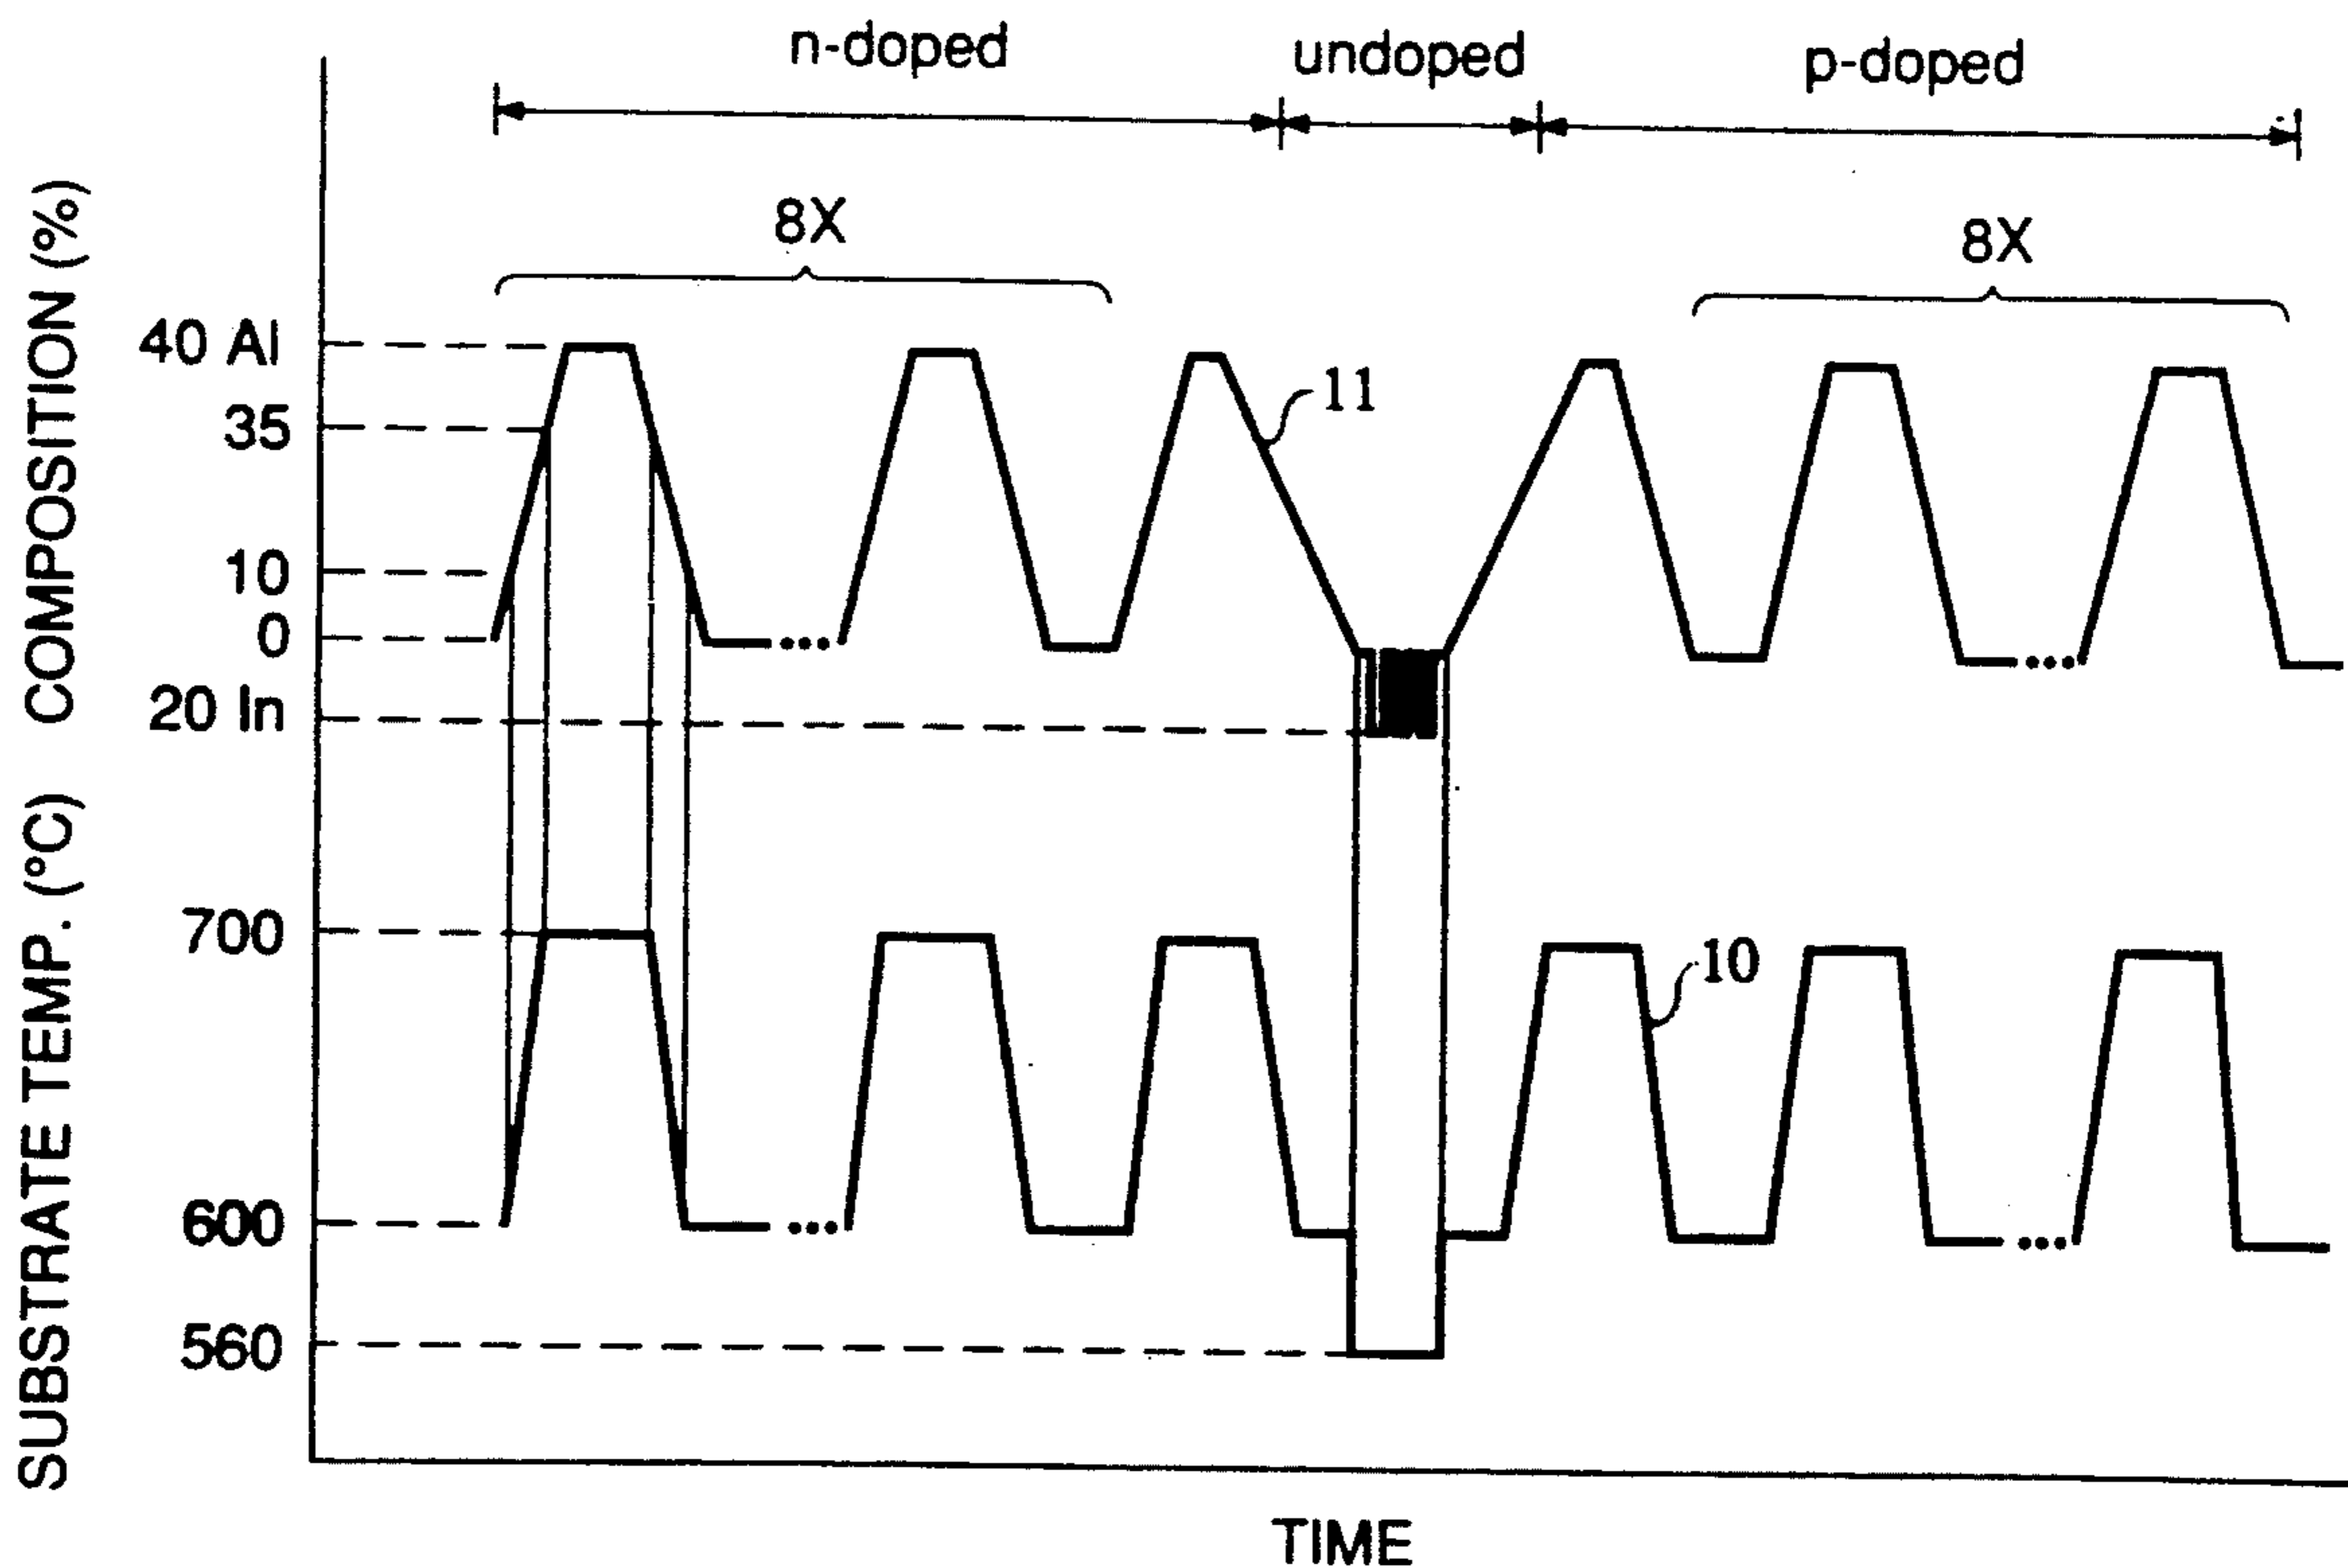 n-doped
undoped
p-doped
8X
8X
COMPOSITION (%)
40 Al
35
10
0
20 In
11
SUBSTRATE TEMP. (°C)
700
600
560
10
TIME